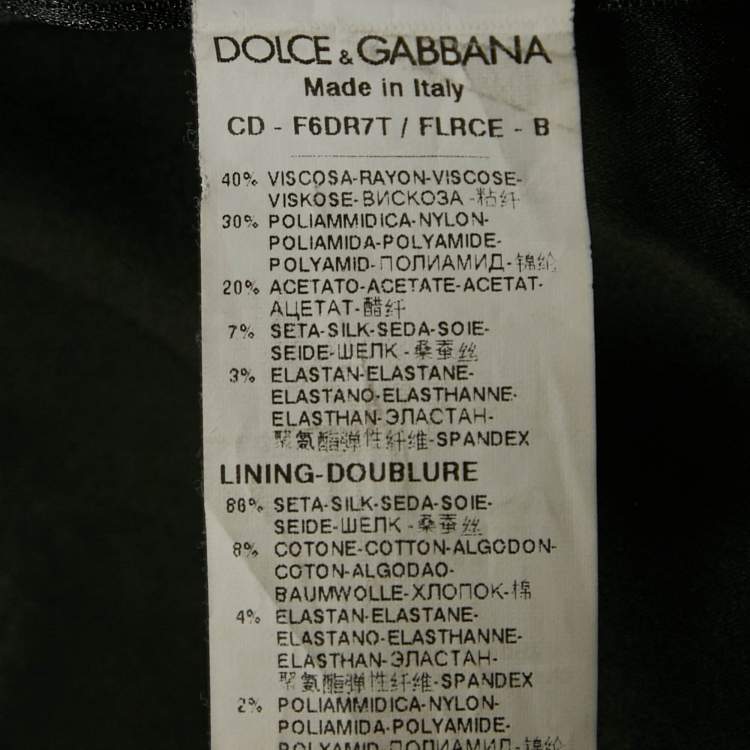 DOLCE & GABBANA
Made in Italy
CD - F6DR7T / FLRCE - B
40% VISCOSA-RAYON-VISCOSE-
VISKOSE-ВИСКОЗА-粘纤
30% POLIAMMIDICA-NYLON-
POLIAMIDA-POLYAMIDE-
POLYAMID-ПОЛИАМИД-锦纶
20% ACETATO-ACETATE-ACETAT-
АЦЕТАТ-醋纤
7% SETA-SILK-SEDA-SOIE-
SEIDE-ШЕЛК-桑蚕丝
3% ELASTAN-ELASTANE-
ELASTANO-ELASTHANNE-
ELASTHAN-ЭЛАСТАН-
聚氨酯弹性纤维-SPANDEX
LINING-DOUBLURE
86% SETA-SILK-SEDA-SOIE-
SEIDE-ШЕЛК-桑蚕丝
8% COTONE-COTTON-ALGODON-
COTON-ALGODAO-
BAUMWOLLE-ХЛОПОК-棉
4% ELASTAN-ELASTANE-
ELASTANO-ELASTHANNE-
ELASTHAN-ЭЛАСТАН-
聚氨酯弹性纤维-SPANDEX
2% POLIAMMIDICA-NYLON-
POLIAMIDA-POLYAMIDE-
POLYAMID-ПОЛИАМИД-锦纶